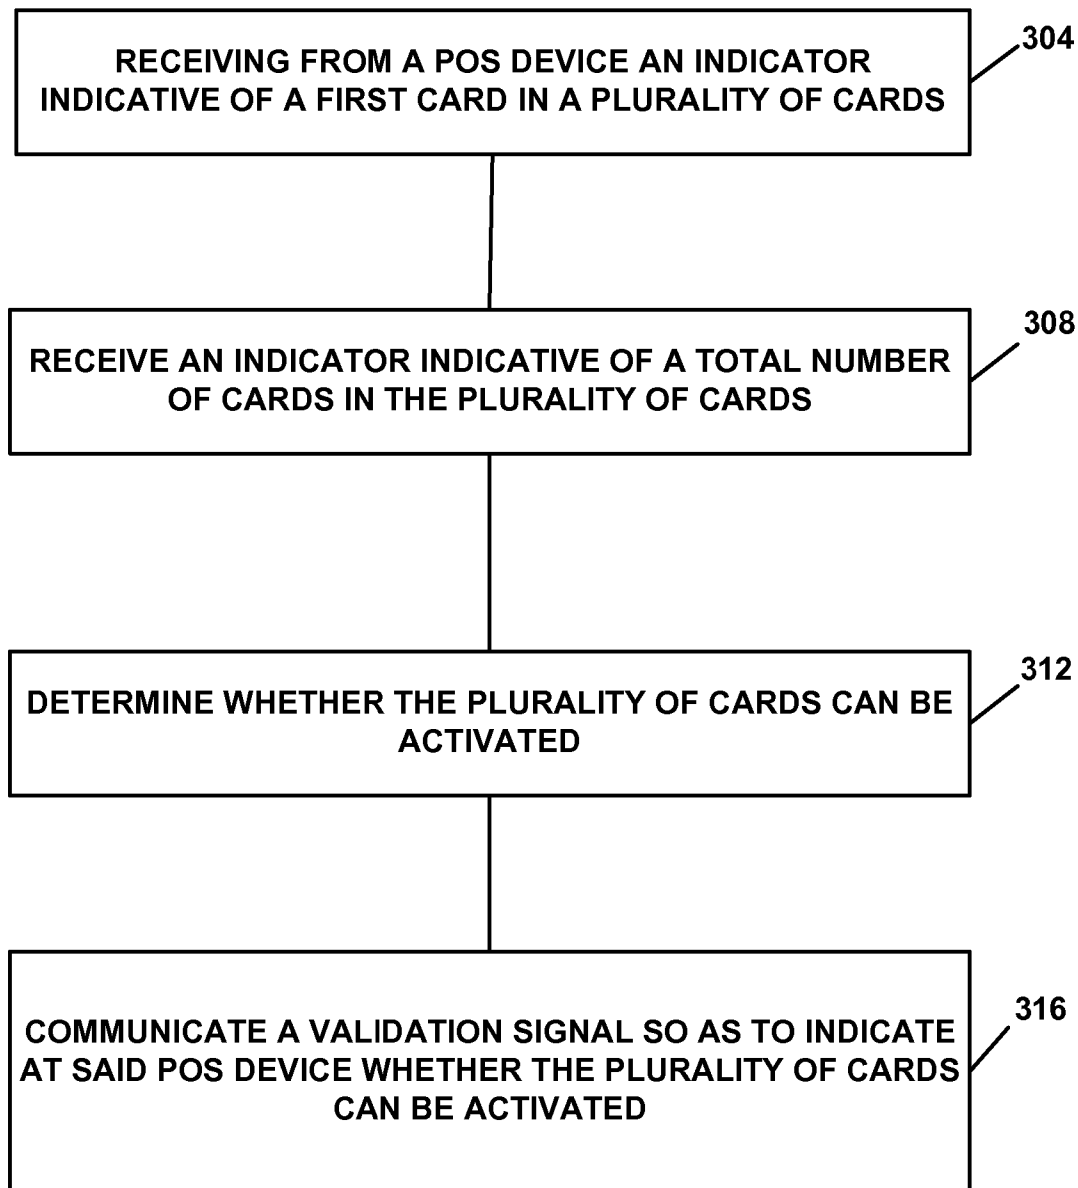 RECEIVING FROM A POS DEVICE AN INDICATOR
INDICATIVE OF A FIRST CARD IN A PLURALITY OF CARDS
304
RECEIVE AN INDICATOR INDICATIVE OF A TOTAL NUMBER
OF CARDS IN THE PLURALITY OF CARDS
308
DETERMINE WHETHER THE PLURALITY OF CARDS CAN BE
ACTIVATED
312
COMMUNICATE A VALIDATION SIGNAL SO AS TO INDICATE
AT SAID POS DEVICE WHETHER THE PLURALITY OF CARDS
CAN BE ACTIVATED
316